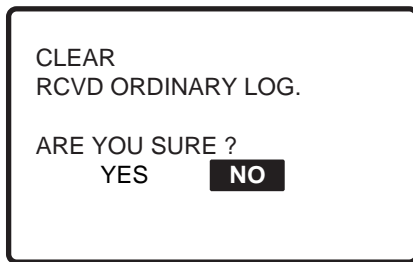 CLEAR
RCVD ORDINARY LOG.
ARE YOU SURE ?
YES NO